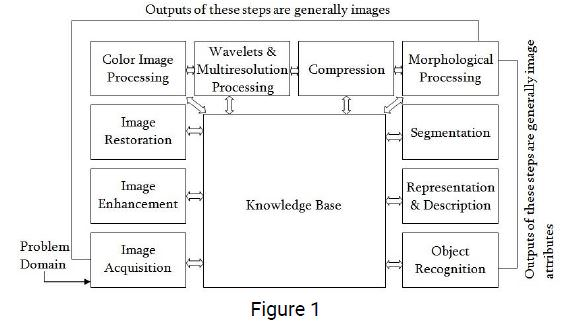 Outputs of these steps are generally images
Color Image
Processing
Wavelets &
Multiresolution
Processing
Compression
Morphological
Processing
Image
Restoration
Segmentation
Image
Enhancement
Knowledge Base
Representation
& Description
Problem
Domain
Image
Acquisition
Object
Recognition
Outputs of these steps are generally image
attributes
Figure 1